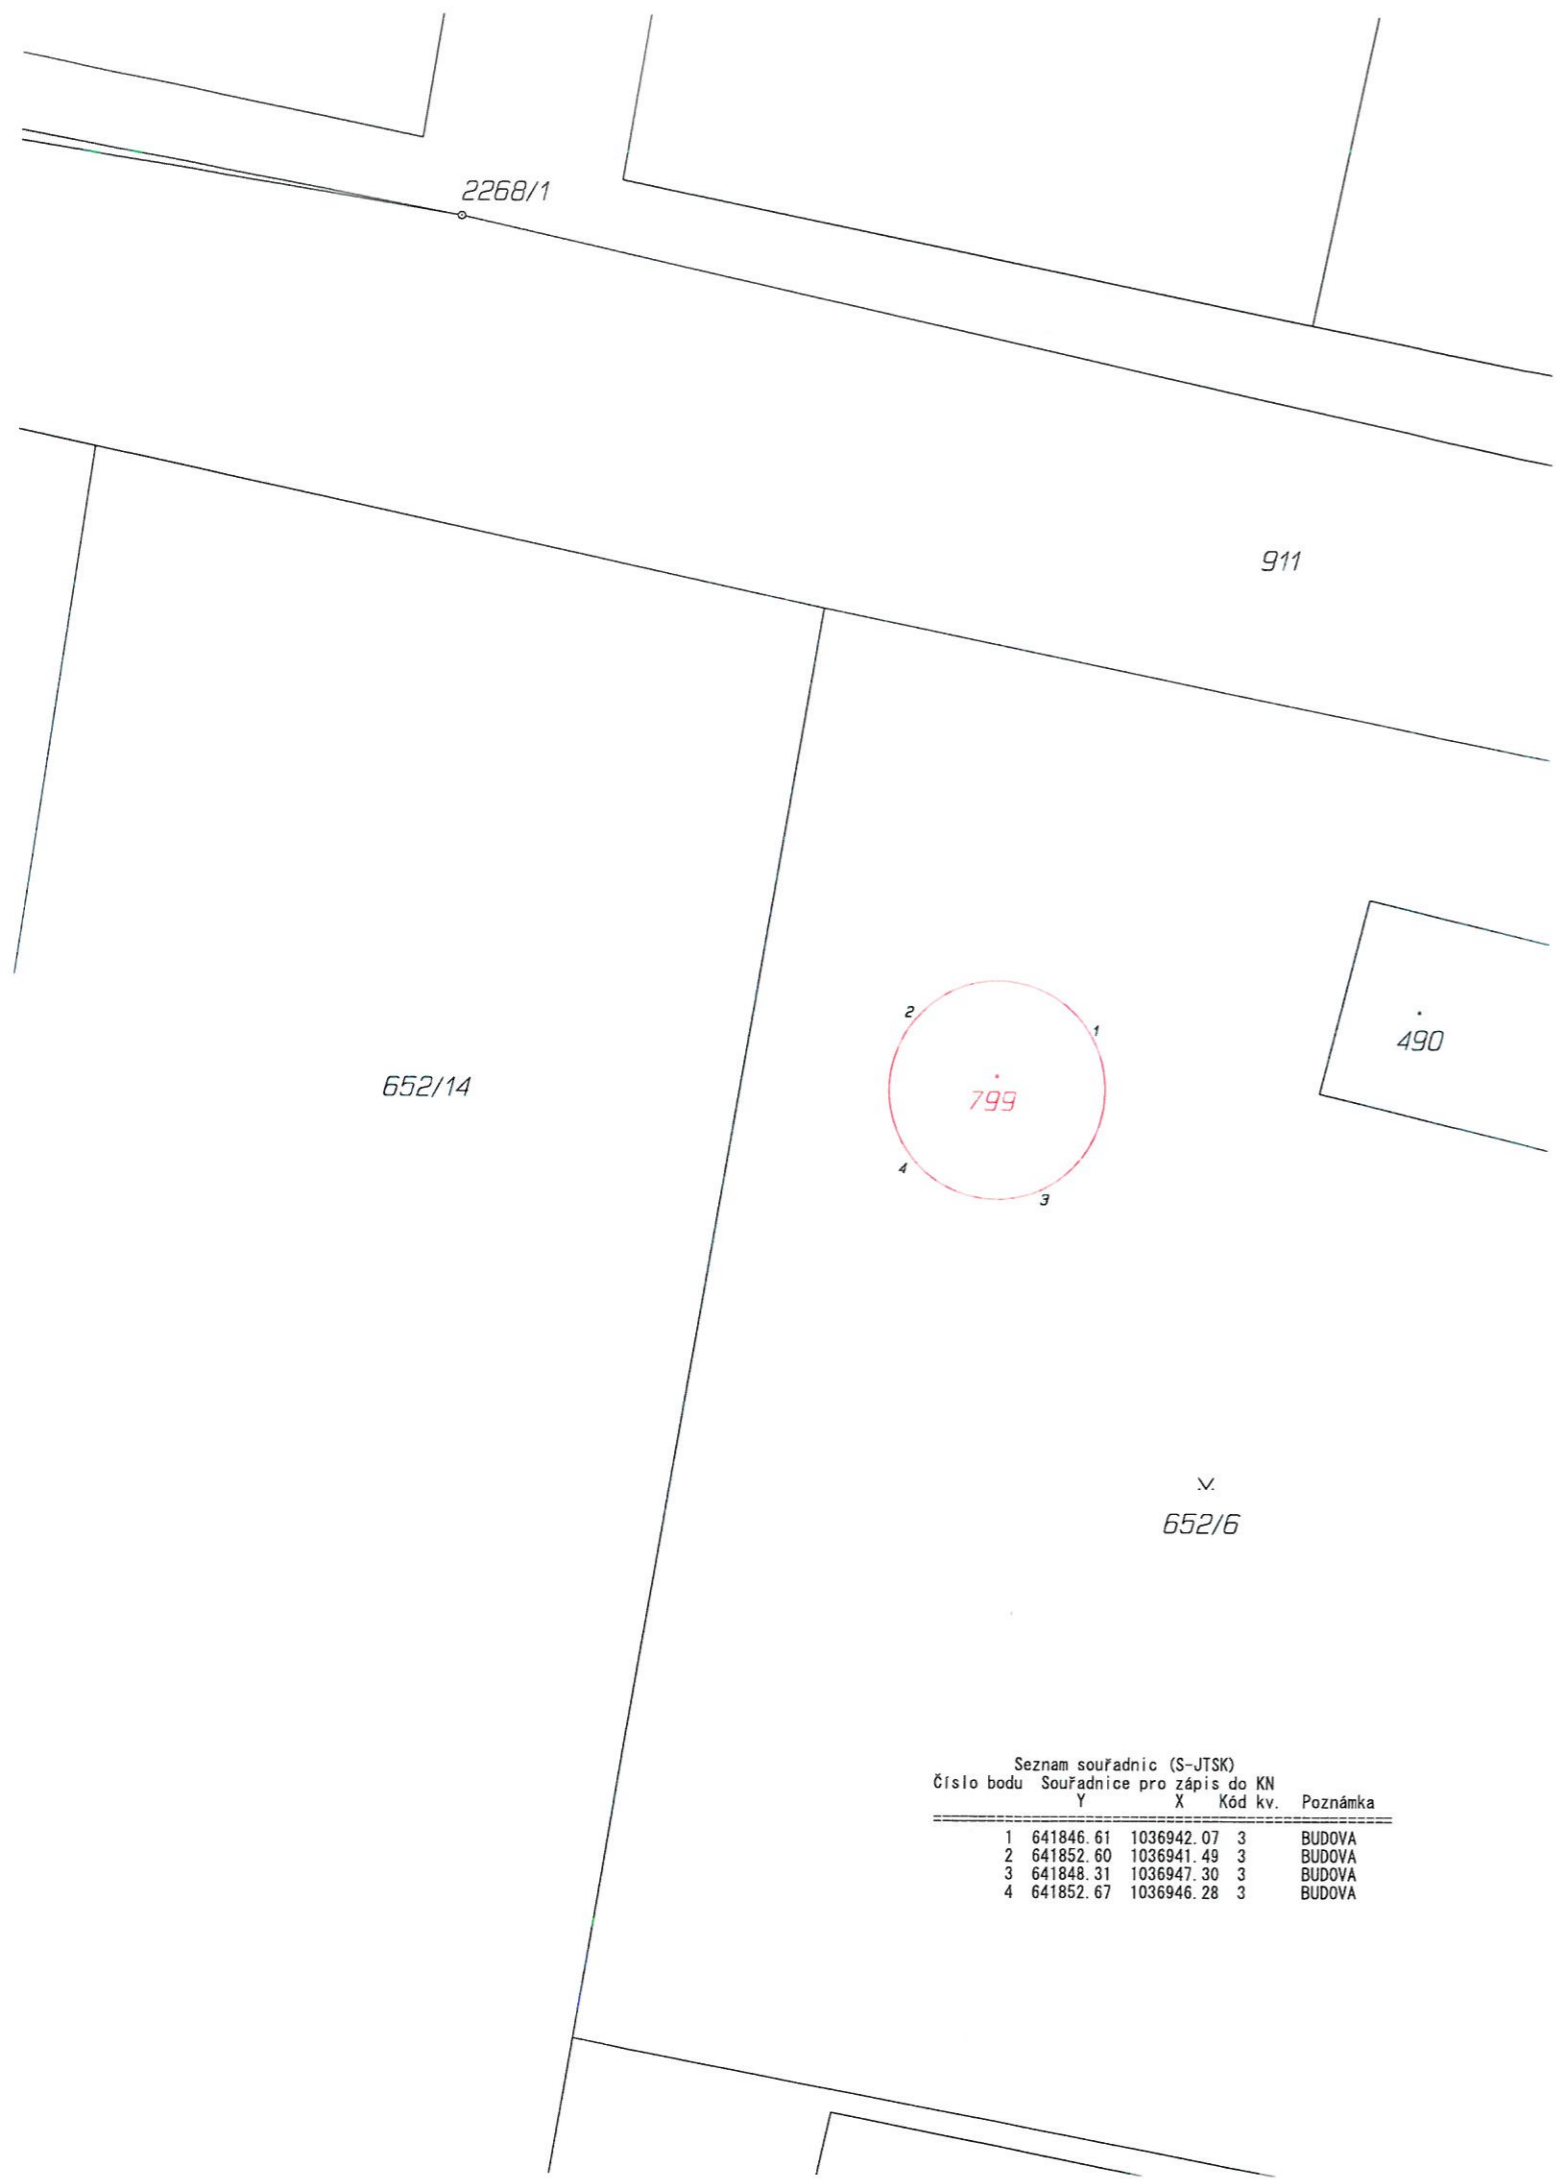 2268/1
911
2
1
490
799
652/14
4
3
652/6
Seznam souřadnic (S-JTSK)
Číslo bodu Souřadnice pro zápis do KN
Y X Kód kv. Poznámka
1 641846.61 1036942.07 3 BUDOVA
2 641852.60 1036941.49 3 BUDOVA
3 641848.31 1036947.30 3 BUDOVA
4 641852.67 1036946.28 3 BUDOVA